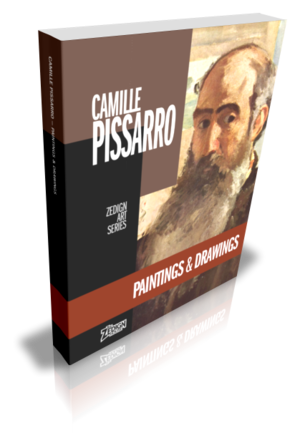 CAMILLE PISSARRO – PAINTINGS & DRAWINGS
CAMILLE
PISSARRO
ZEDIGN
ART
SERIES
PAINTINGS & DRAWINGS
ZEDIGN